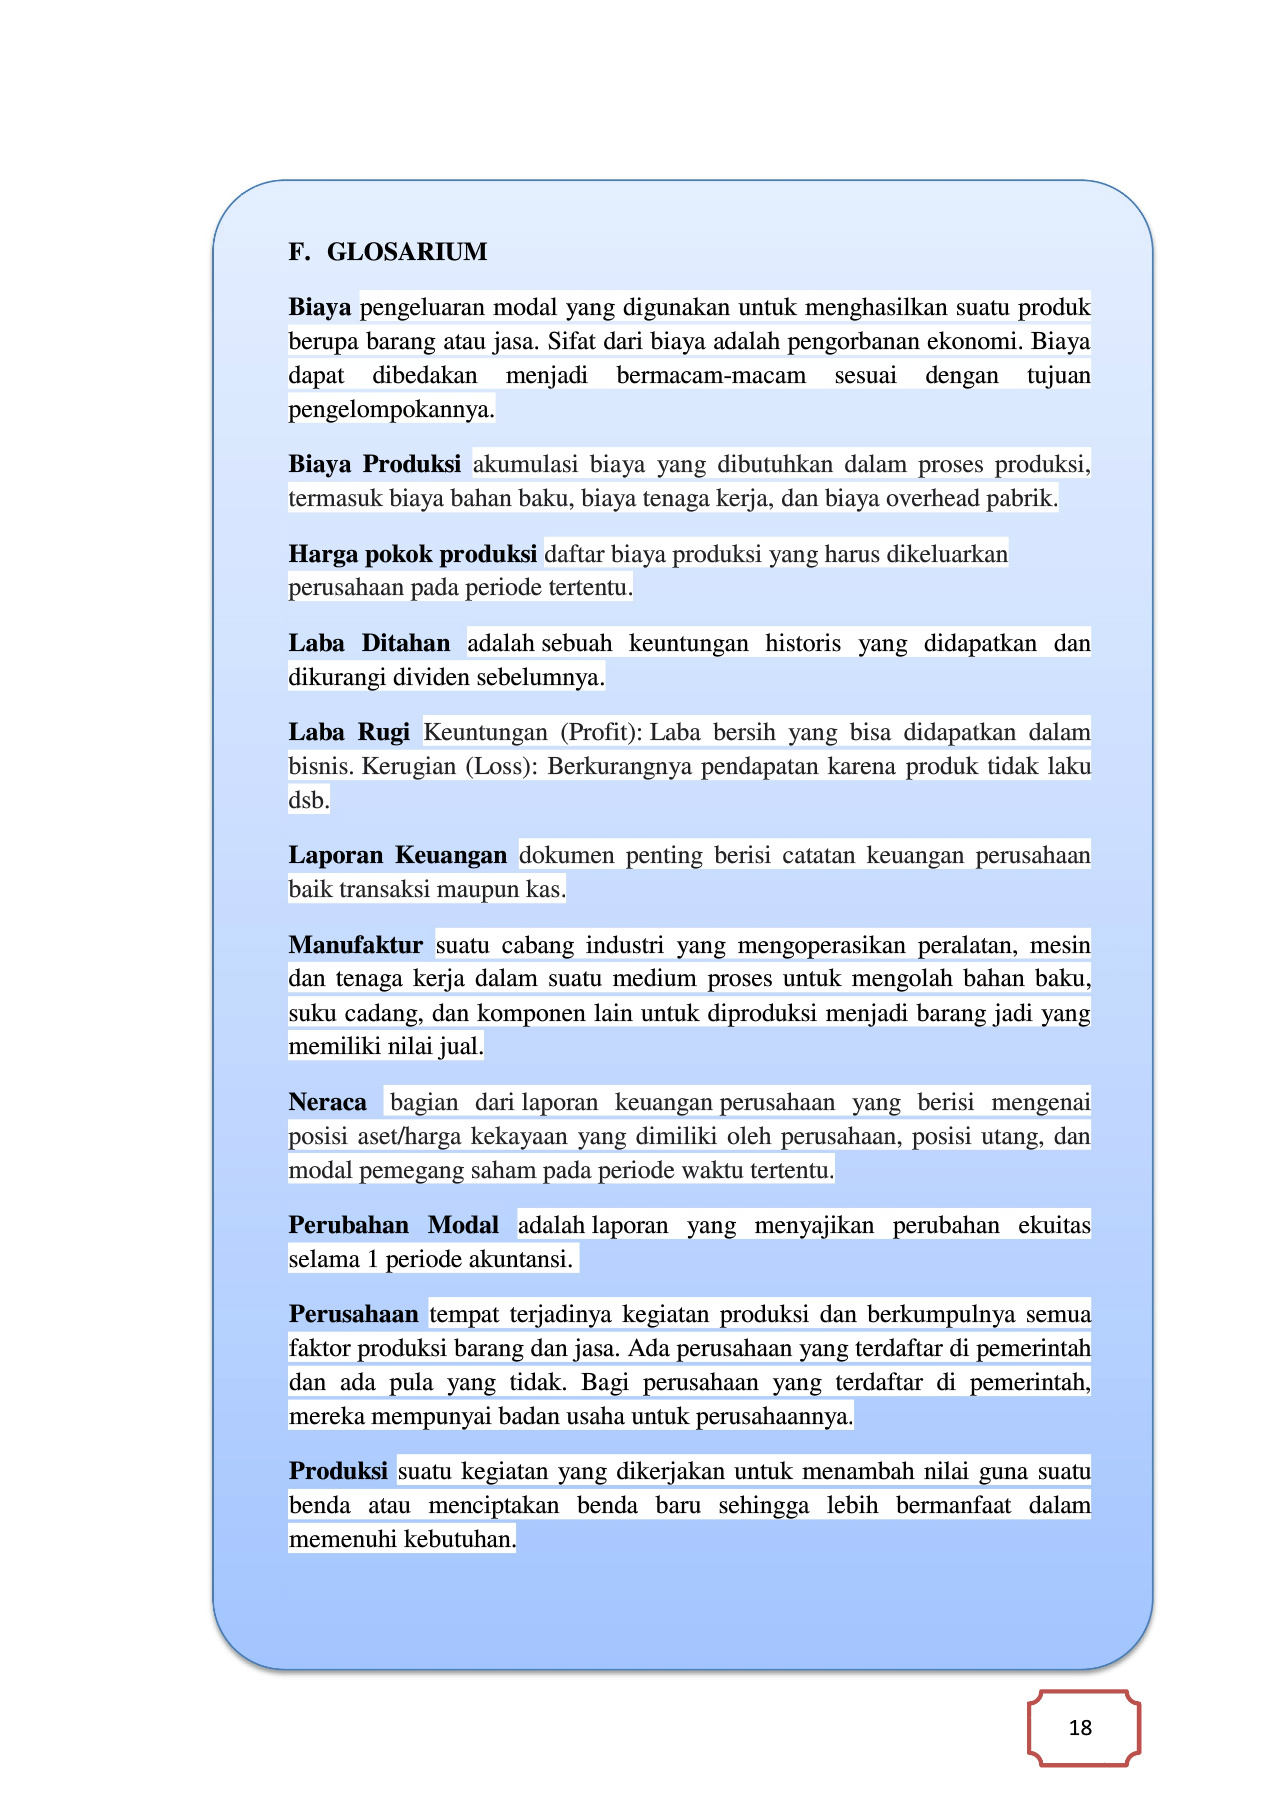 F. GLOSARIUM
Biaya pengeluaran modal yang digunakan untuk menghasilkan suatu produk
berupa barang atau jasa. Sifat dari biaya adalah pengorbanan ekonomi. Biaya
dapat dibedakan menjadi bermacam-macam sesuai dengan tujuan
pengelompokannya.
Biaya Produksi akumulasi biaya yang dibutuhkan dalam proses produksi,
termasuk biaya bahan baku, biaya tenaga kerja, dan biaya overhead pabrik.
Harga pokok produksi daftar biaya produksi yang harus dikeluarkan
perusahaan pada periode tertentu.
Laba Ditahan adalah sebuah keuntungan historis yang didapatkan dan
dikurangi dividen sebelumnya.
Laba Rugi Keuntungan (Profit): Laba bersih yang bisa didapatkan dalam
bisnis. Kerugian (Loss): Berkurangnya pendapatan karena produk tidak laku
dsb.
Laporan Keuangan dokumen penting berisi catatan keuangan perusahaan
baik transaksi maupun kas.
Manufaktur suatu cabang industri yang mengoperasikan peralatan, mesin
dan tenaga kerja dalam suatu medium proses untuk mengolah bahan baku,
suku cadang, dan komponen lain untuk diproduksi menjadi barang jadi yang
memiliki nilai jual.
Neraca bagian dari laporan keuangan perusahaan yang berisi mengenai
posisi aset/harga kekayaan yang dimiliki oleh perusahaan, posisi utang, dan
modal pemegang saham pada periode waktu tertentu.
Perubahan Modal adalah laporan yang menyajikan perubahan ekuitas
selama 1 periode akuntansi.
Perusahaan tempat terjadinya kegiatan produksi dan berkumpulnya semua
faktor produksi barang dan jasa. Ada perusahaan yang terdaftar di pemerintah
dan ada pula yang tidak. Bagi perusahaan yang terdaftar di pemerintah,
mereka mempunyai badan usaha untuk perusahaannya.
Produksi suatu kegiatan yang dikerjakan untuk menambah nilai guna suatu
benda atau menciptakan benda baru sehingga lebih bermanfaat dalam
memenuhi kebutuhan.
18